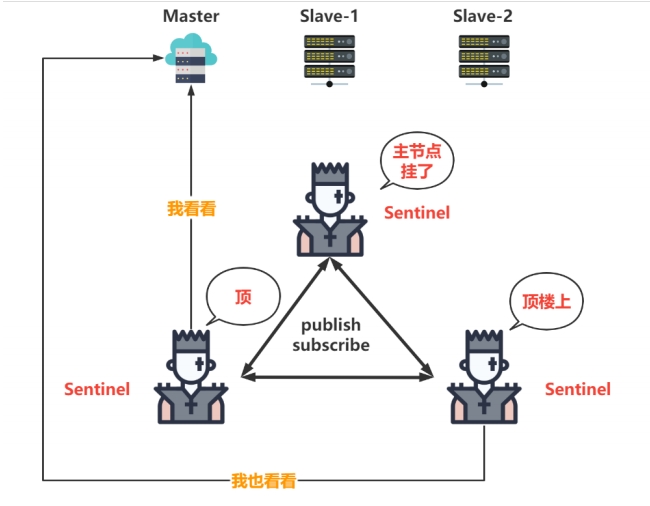 Master
Slave-1
Slave-2
主节点
挂了
Sentinel
我看看
顶
publish
subscribe
顶楼上
Sentinel
Sentinel
我也看看